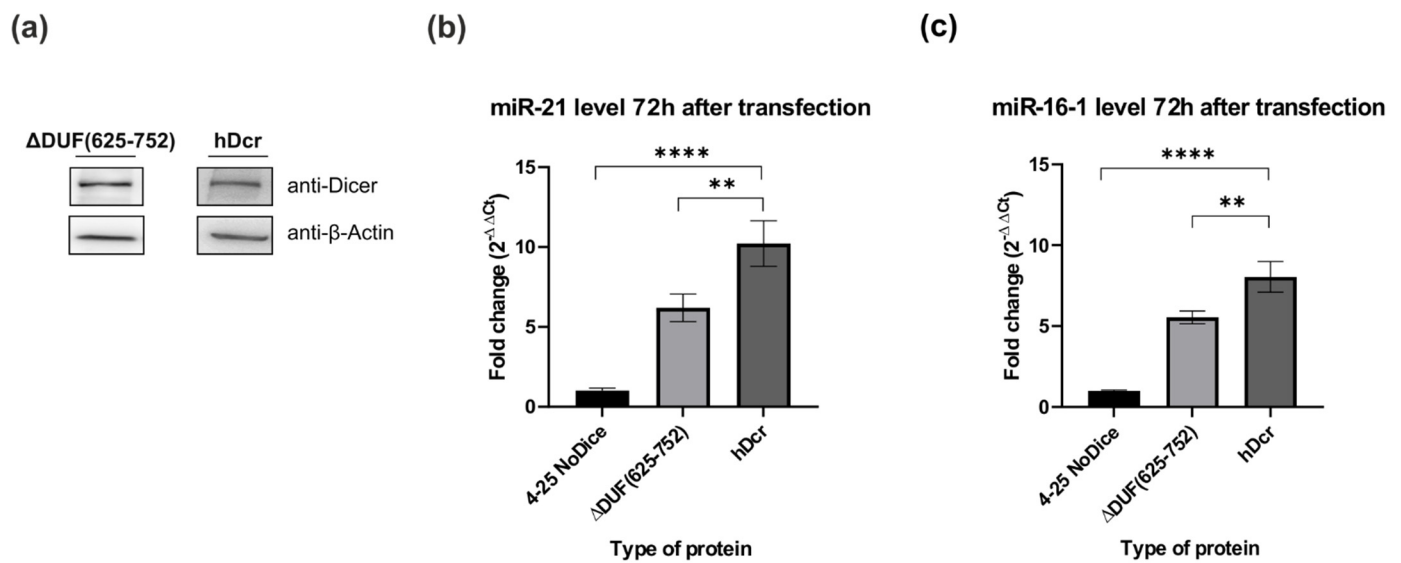 (a)
ΔDUF(625-752) hDcr
anti-Dicer
anti-β-Actin
(b)
miR-21 level 72h after transfection
****
**
15
10
5
0
Fold change (2-ΔΔCt)
4-25 NoDice
ΔDUF(625-752)
hDcr
Type of protein
(c)
miR-16-1 level 72h after transfection
****
**
15
10
5
0
Fold change (2-ΔΔCt)
4-25 NoDice
ΔDUF(625-752)
hDcr
Type of protein